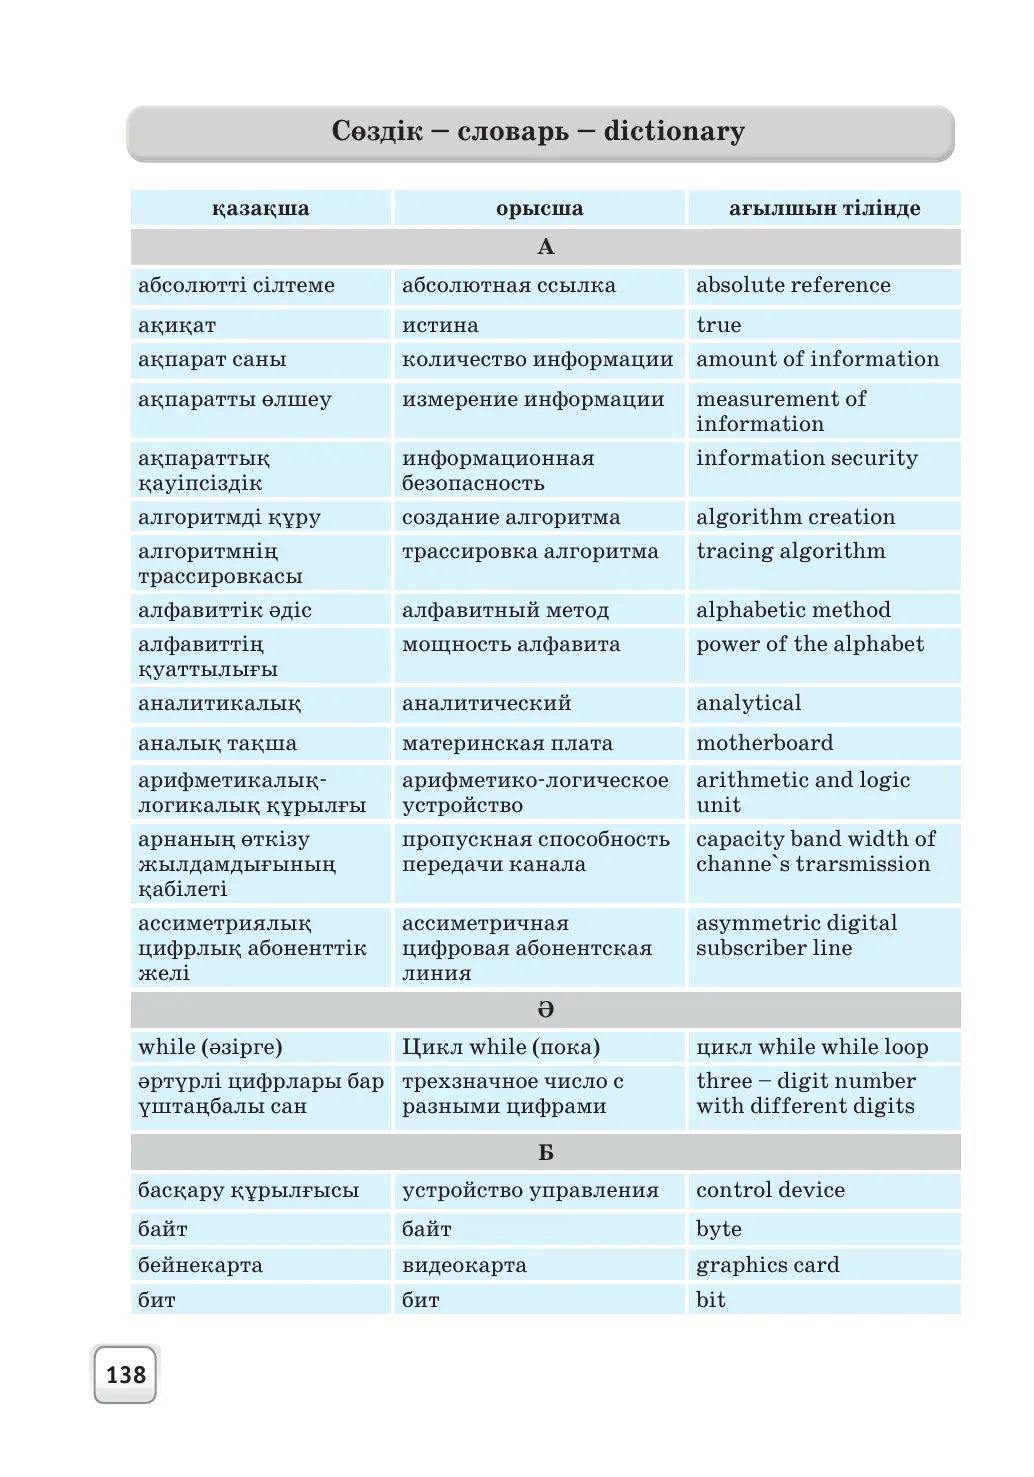 Сөздік – словарь – dictionary
қазақша орысша ағылшын тілінде
А
абсолютті сілтеме абсолютная ссылка absolute reference
ақиқат истина true
ақпарат саны количество информации amount of information
ақпаратты өлшеу измерение информации measurement of
information
ақпараттық информационная information security
қауіпсіздік безопасность
алгоритмді құру создание алгоритма algorithm creation
алгоритмнің трассировка алгоритма tracing algorithm
трассировкасы
алфавиттік әдіс алфавитный метод alphabetic method
алфавиттің мощность алфавита power of the alphabet
қуаттылығы
аналитикалық аналитический analytical
аналық тақша материнская плата motherboard
арифметикалық- арифметико-логическое arithmetic and logic
логикалық құрылғы устройство unit
арнаның өткізу пропускная способность capacity band width of
жылдамдығының передачи канала channe`s trarsmission
қабілеті
ассиметриялық ассиметричная asymmetric digital
цифрлық абоненттік цифровая абонентская subscriber line
желі линия
Ә
while (әзірге) Цикл while (пока) цикл while while loop
әртүрлі цифрлары бар трехзначное число с three – digit number
үштаңбалы сан разными цифрами with different digits
Б
басқару құрылғысы устройство управления control device
байт байт byte
бейнекарта видеокарта graphics card
бит бит bit
138